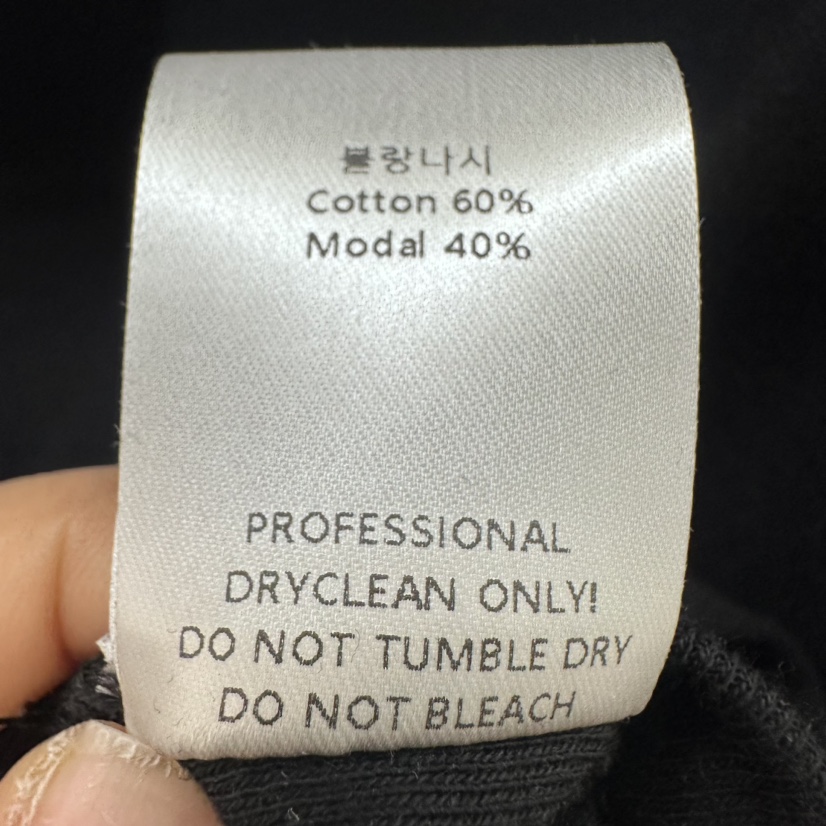 블랑나시
Cotton 60%
Modal 40%
PROFESSIONAL
DRYCLEAN ONLY!
DO NOT TUMBLE DRY
DO NOT BLEACH